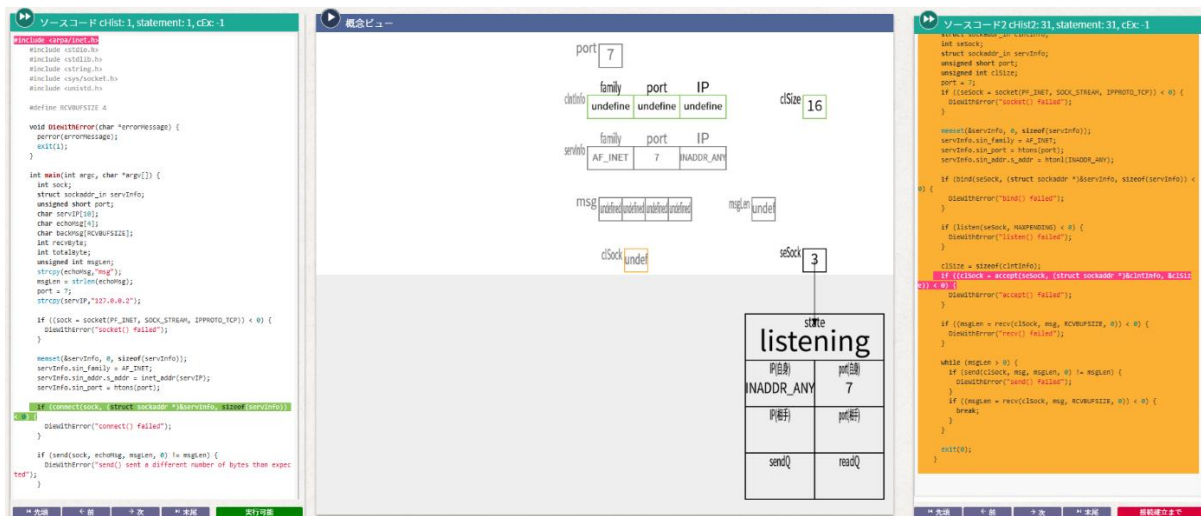 ソースコード cHist: 1, statement: 1, cEx: -1
#include <arpa/inet.h>
#include <stdio.h>
#include <stdlib.h>
#include <string.h>
#include <sys/socket.h>
#include <unistd.h>
#define RCVBUFSIZE 4
void DieWithError(char *errorMessage) {
perror(errorMessage);
exit(1);
}
int main(int argc, char *argv[]) {
int sock;
struct sockaddr_in servInfo;
unsigned short port;
char servIP[10];
char echoMsg[4];
char backMsg[RCVBUFSIZE];
int recvByte;
int totalByte;
unsigned int msgLen;
strcpy(echoMsg,"msg");
msgLen = strlen(echoMsg);
port = 7;
strcpy(servIP,"127.0.0.2");
if ((sock = socket(PF_INET, SOCK_STREAM, IPPROTO_TCP)) < 0) {
DieWithError("socket() failed");
}
memset(&servInfo, 0, sizeof(servInfo));
servInfo.sin_family = AF_INET;
servInfo.sin_addr.s_addr = inet_addr(servIP);
servInfo.sin_port = htons(port);
if (connect(sock, (struct sockaddr *)&servInfo, sizeof(servInfo))
< 0) {
DieWithError("connect() failed");
}
if (send(sock, echoMsg, msgLen, 0) != msgLen) {
DieWithError("send() sent a different number of bytes than expec
ted");
}
先頭 前 次 末尾 実行可能
概念ビュー
port 7
family port IP
clntInfo undefine undefine undefine
clSize 16
family port IP
servInfo AF_INET 7 INADDR_ANY
msg undefined undefined undefined undefined
msgLen undef
clSock undef
seSock 3
state
listening
IP(自身) port(自身)
INADDR_ANY 7
IP(相手) port(相手)
sendQ readQ
ソースコード2 cHist2: 31, statement: 31, cEx: -1
struct sockaddr_in clntInfo;
int seSock;
struct sockaddr_in servInfo;
unsigned short port;
unsigned int clSize;
port = 7;
if ((seSock = socket(PF_INET, SOCK_STREAM, IPPROTO_TCP)) < 0) {
DieWithError("socket() failed");
}
memset(&servInfo, 0, sizeof(servInfo));
servInfo.sin_family = AF_INET;
servInfo.sin_port = htons(port);
servInfo.sin_addr.s_addr = htonl(INADDR_ANY);
if (bind(seSock, (struct sockaddr *)&servInfo, sizeof(servInfo)) <
0) {
DieWithError("bind() failed");
}
if (listen(seSock, MAXPENDING) < 0) {
DieWithError("listen() failed");
}
clSize = sizeof(clntInfo);
if ((clSock = accept(seSock, (struct sockaddr *)&clntInfo, &clSiz
e)) < 0) {
DieWithError("accept() failed");
}
if ((msgLen = recv(clSock, msg, RCVBUFSIZE, 0)) < 0) {
DieWithError("recv() failed");
}
while (msgLen > 0) {
if (send(clSock, msg, msgLen, 0) != msgLen) {
DieWithError("send() failed");
}
if ((msgLen = recv(clSock, msg, RCVBUFSIZE, 0)) < 0) {
break;
}
}
exit(0);
}
先頭 前 次 末尾 接続確立まで